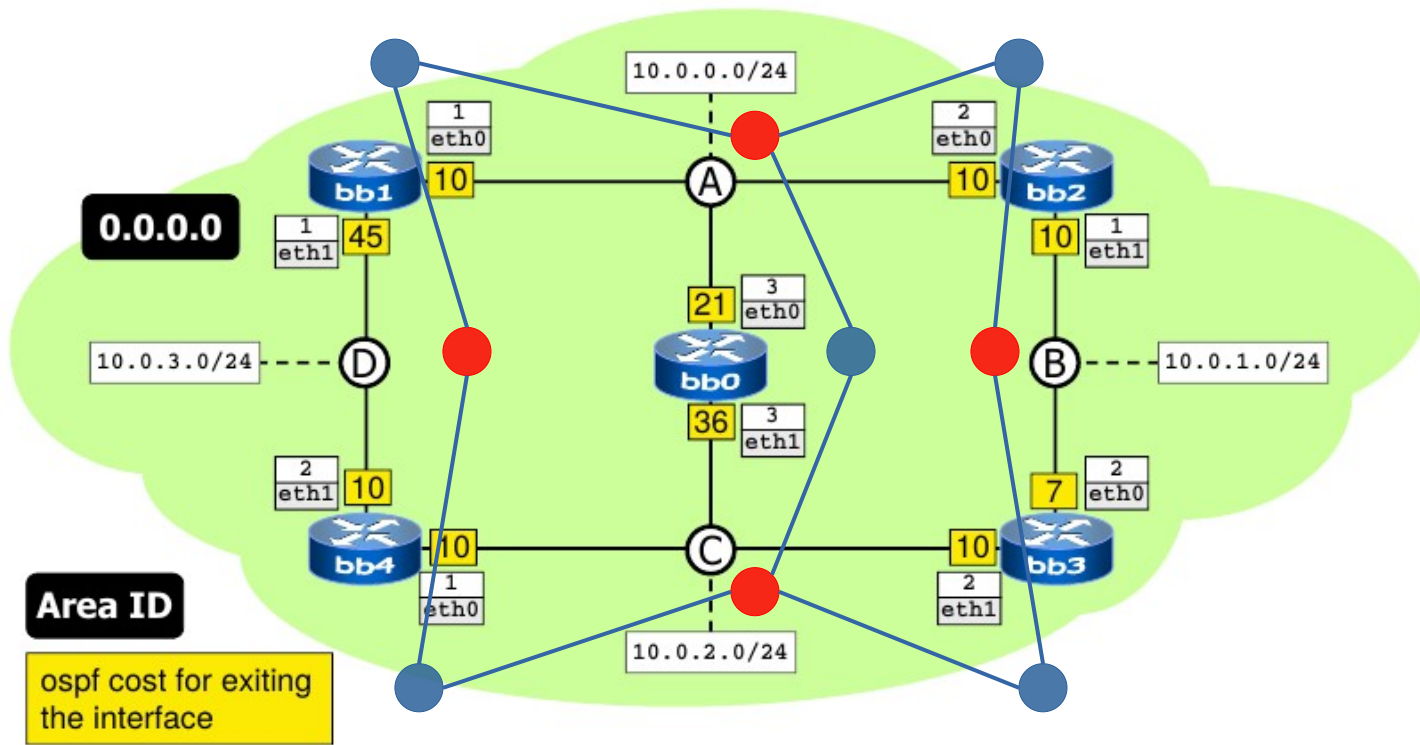 10.0.0.0/24
1
eth0
2
eth0
bb1
10
A
10
bb2
0.0.0.0
1
eth1
45
10
1
eth1
21
3
eth0
10.0.3.0/24
D
bb0
B
10.0.1.0/24
36
3
eth1
2
eth1
10
7
2
eth0
bb4
10
C
10
bb3
1
eth0
2
eth1
Area ID
10.0.2.0/24
ospf cost for exiting
the interface